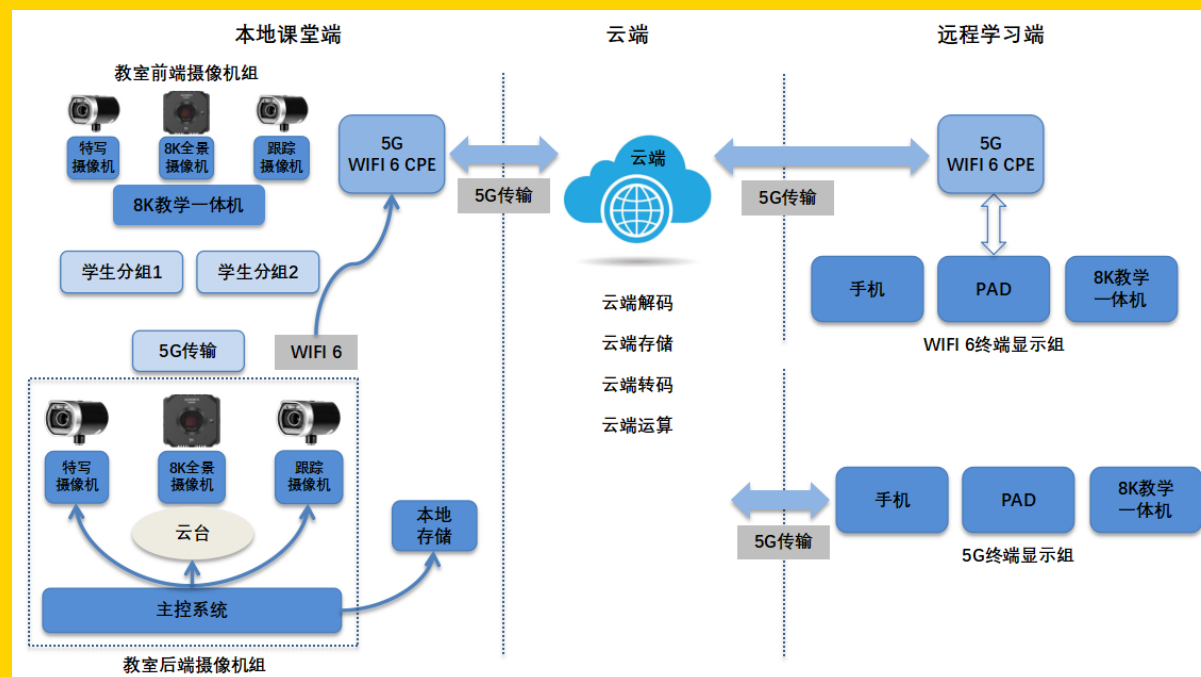 本地课堂端
云端
远程学习端
教室前端摄像机组
特写
摄像机
8K全景
摄像机
跟踪
摄像机
8K教学一体机
5G
WIFI 6 CPE
5G传输
云端
5G传输
5G
WIFI 6 CPE
学生分组1
学生分组2
手机
PAD
8K教学
一体机
WIFI 6终端显示组
5G传输
WIFI 6
云端解码
云端存储
云端转码
云端运算
特写
摄像机
8K全景
摄像机
跟踪
摄像机
云台
本地
存储
主控系统
教室后端摄像机组
5G传输
手机
PAD
8K教学
一体机
5G终端显示组